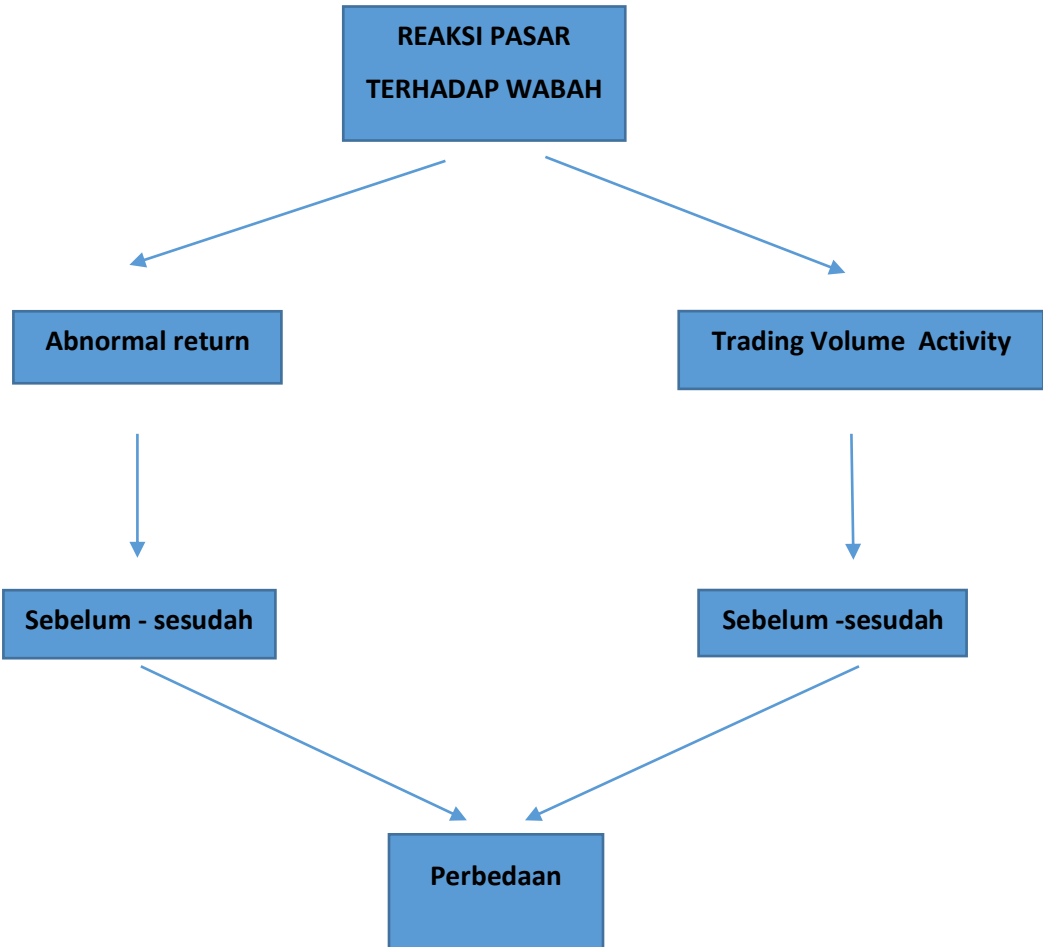 REAKSI PASAR
TERHADAP WABAH
Abnormal return
Trading Volume  Activity
Sebelum - sesudah
Sebelum -sesudah
Perbedaan